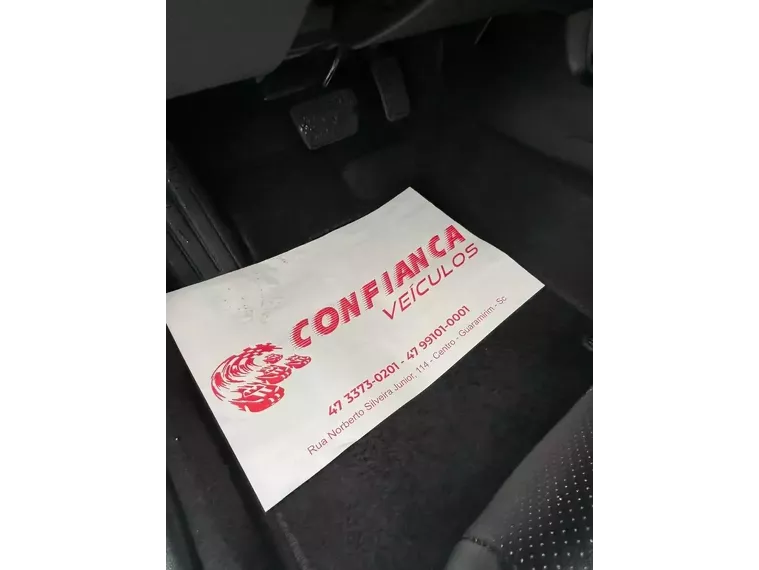 CONFIANCA
VEÍCULOS
47 3373-0201 - 47 99101-0001
Rua Norberto Silveira Junior, 114 - Centro - Guaramirim - Sc